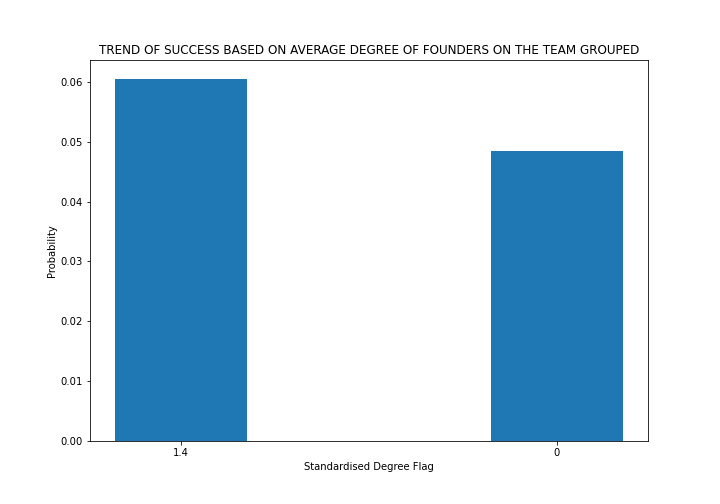 TREND OF SUCCESS BASED ON AVERAGE DEGREE OF FOUNDERS ON THE TEAM GROUPED
0.06
0.05
0.04
0.03
0.02
0.01
0.00
Probability
1.4 0
Standardised Degree Flag